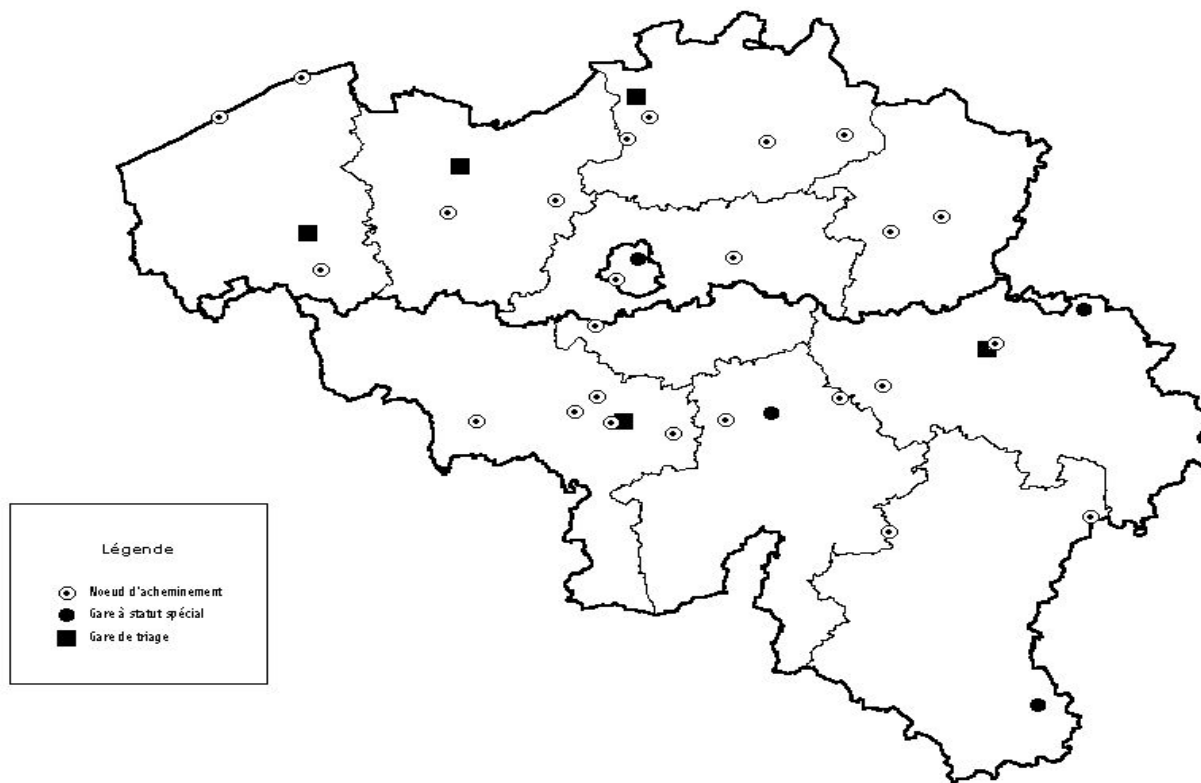 Légende
Noeud d'acheminement
Gare à statut spécial
Gare de triage